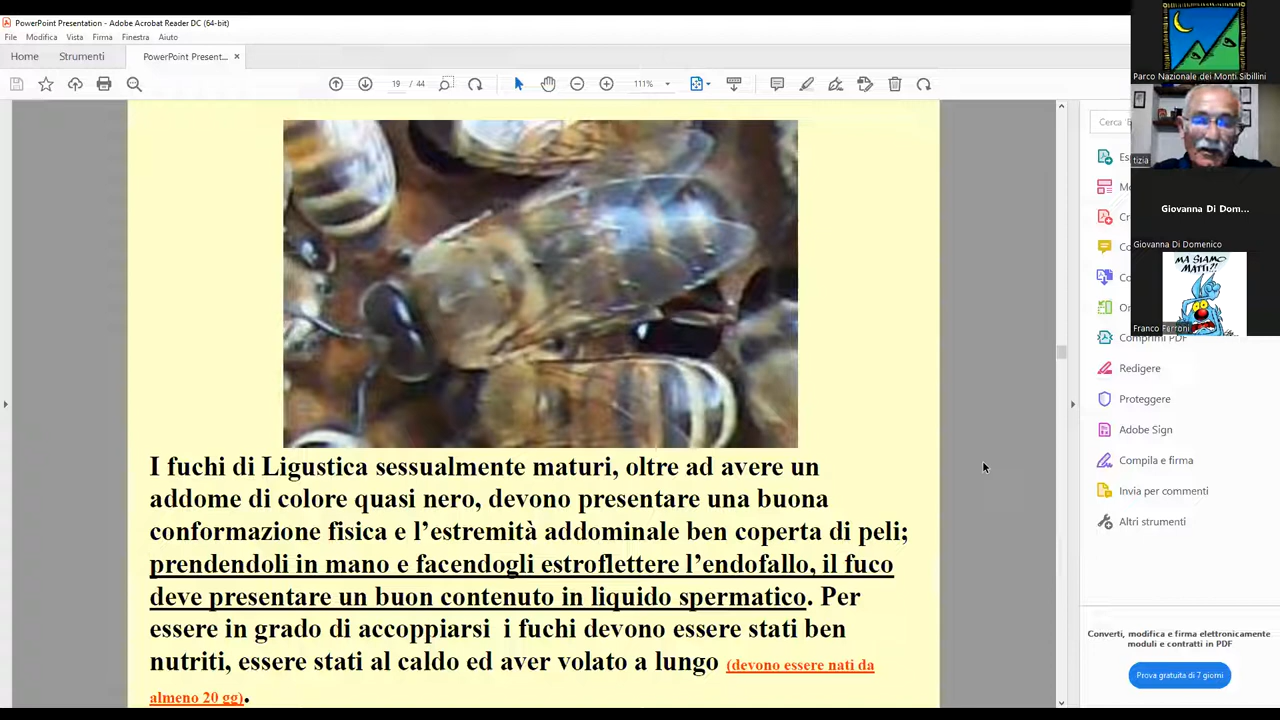 PowerPoint Presentation - Adobe Acrobat Reader DC (64-bit)
File Modifica Vista Firma Finestra Aiuto
Home Strumenti PowerPoint Present... ×
19 / 44 111%
I fuchi di Ligustica sessualmente maturi, oltre ad avere un
addome di colore quasi nero, devono presentare una buona
conformazione fisica e l'estremità addominale ben coperta di peli;
prendendoli in mano e facendogli estroflettere l'endofallo, il fuco
deve presentare un buon contenuto in liquido spermatico. Per
essere in grado di accoppiarsi i fuchi devono essere stati ben
nutriti, essere stati al caldo ed aver volato a lungo (devono essere nati da
almeno 20 gg).
Cerca
Comprimi PDF
Redigere
Proteggere
Adobe Sign
Compila e firma
Invia per commenti
Altri strumenti
Converti, modifica e firma elettronicamente
moduli e contratti in PDF
Prova gratuita di 7 giorni
Parco Nazionale dei Monti Sibillini
tizia
Giovanna Di Dom...
Giovanna Di Domenico
MA SIAMO
MATTI?!
Franco Ferroni